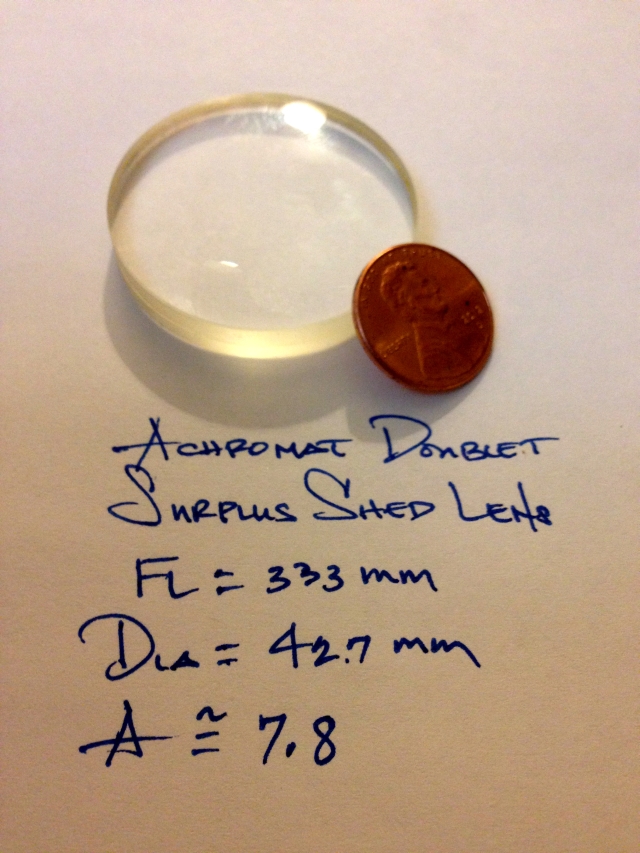 ACHROMAT DOUBLET
SURPLUS SHED LENS
FL = 333 mm
DIA = 42.7 mm
A ≅ 7.8